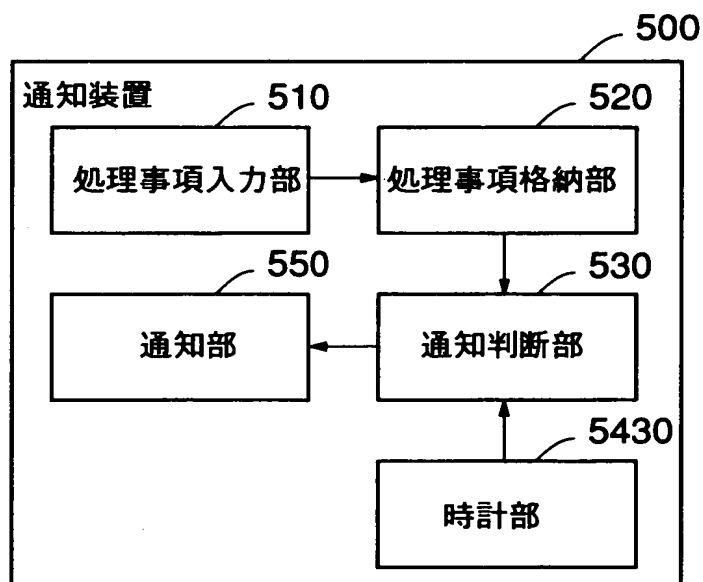 500
通知装置
510
520
処理事項入力部
処理事項格納部
550
530
通知部
通知判断部
5430
時計部